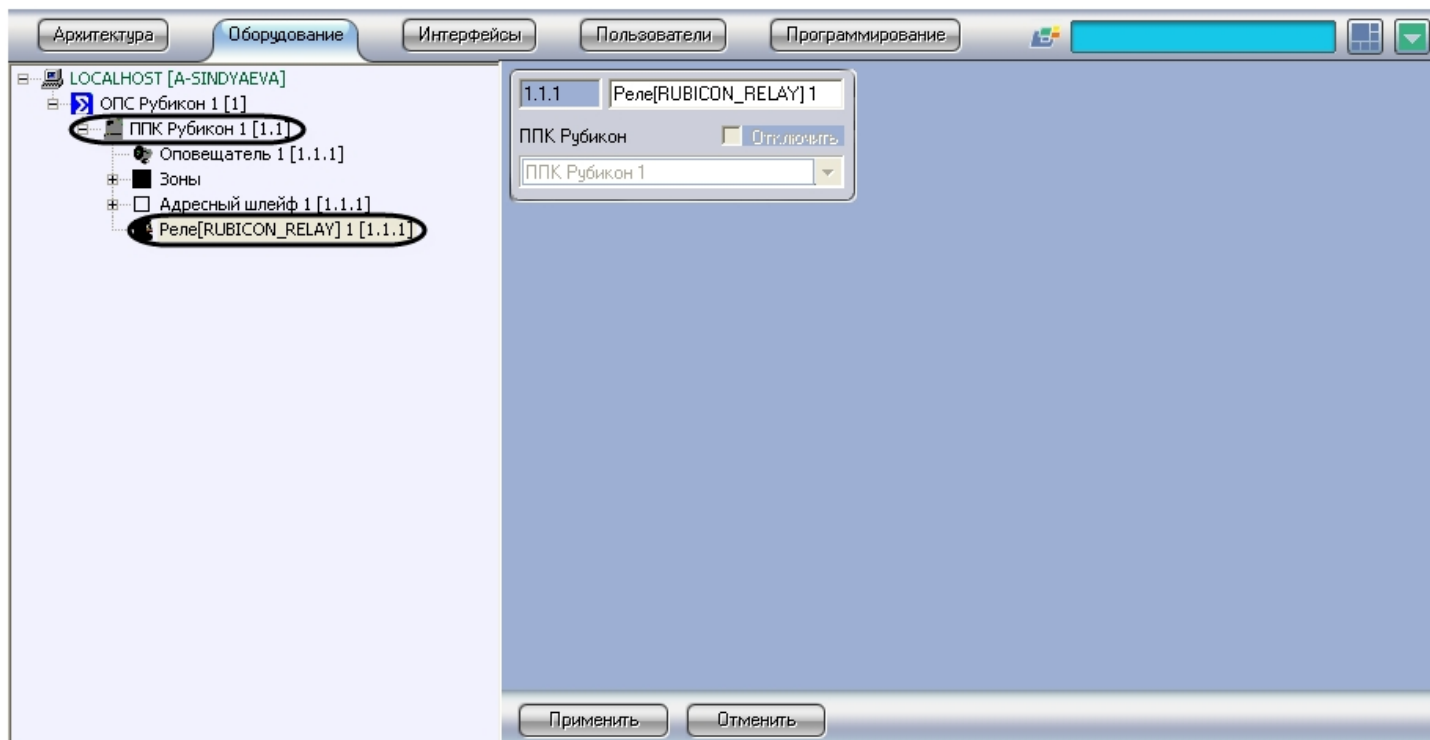 Архитектура Оборудование Интерфейсы Пользователи Программирование
LOCALHOST [A-SINDYAEVA]
ОПС Рубикон 1 [1]
ППК Рубикон 1 [1.1]
Оповещатель 1 [1.1.1]
Зоны
Адресный шлейф 1 [1.1.1]
Реле[RUBICON_RELAY] 1 [1.1.1]
1.1.1 Реле[RUBICON_RELAY] 1
ППК Рубикон Отключить
ППК Рубикон 1
Применить Отменить